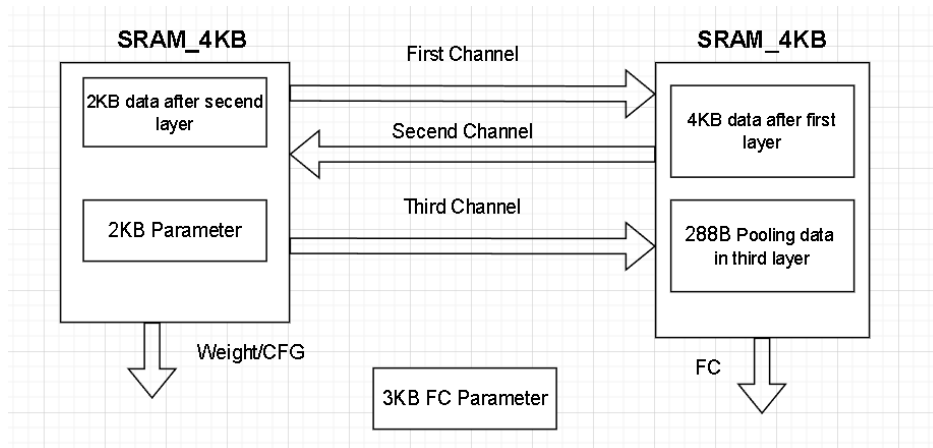 SRAM_4KB
SRAM_4KB
First Channel
2KB data after secend
layer
4KB data after first
layer
Secend Channel
Third Channel
2KB Parameter
288B Pooling data
in third layer
Weight/CFG
FC
3KB FC Parameter